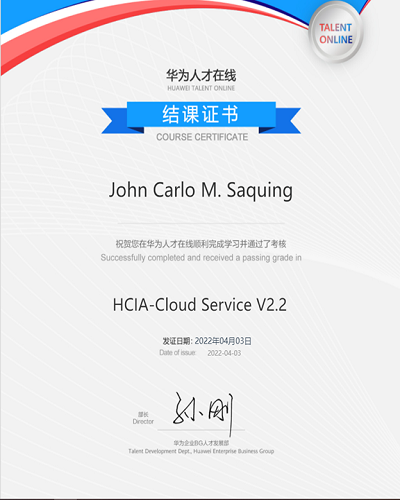 TALENT
ONLINE
华为人才在线
HUAWEI TALENT ONLINE
结课证书
COURSE CERTIFICATE
John Carlo M. Saquing
祝贺您在华为人才在线顺利完成学习并通过了考核
Successfully completed and received a passing grade in
HCIA-Cloud Service V2.2
发证日期：2022年04月03日
Date of issue: 2022-04-03
孙刚
部长
Director
华为企业BG人才发展部
Talent Development Dept., Huawei Enterprise Business Group